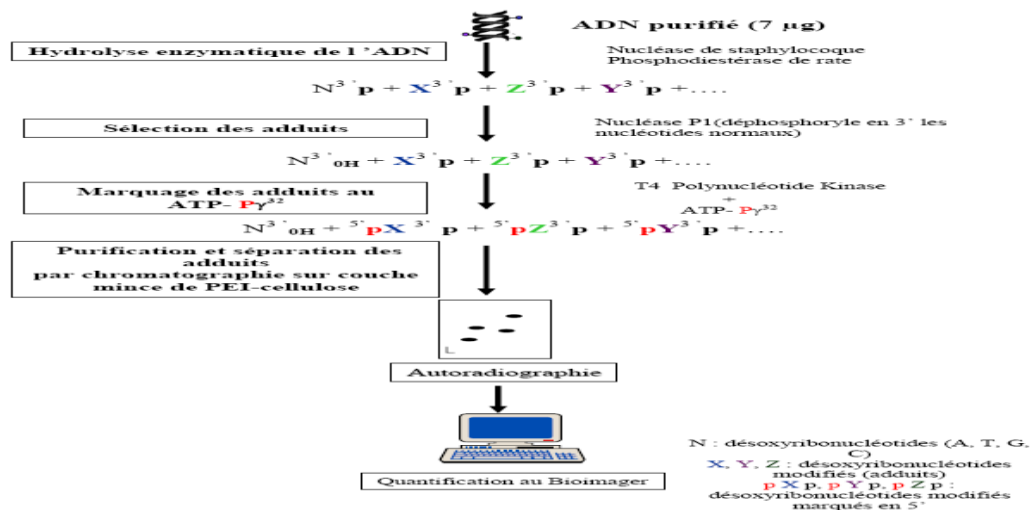 ADN purifié (7 µg)
Hydrolyse enzymatique de l 'ADN
Nucléase de staphylocoque
Phosphodiestérase de rate
N3'p + X3'p + Z3'p + Y3'p +....
Sélection des adduits
Nucléase P1(déphosphoryle en 3' les
nucléotides normaux)
N3'OH + X3'p + Z3'p + Y3'p +....
Marquage des adduits au
ATP- Pγ32
T4 Polynucléotide Kinase
+
ATP- Pγ32
N3'OH + 5'pX 3'p + 5'pZ3'p + 5'pY3'p +....
Purification et séparation des
adduits
par chromatographie sur couche
mince de PEI-cellulose
L
Autoradiographie
Quantification au Bioimager
N : désoxyribonucléotides (A, T, G,
C)
X, Y, Z : désoxyribonucléotides
modifiés (adduits)
p X p, p Y p, p Z p :
désoxyribonucléotides modifiés
marqués en 5'